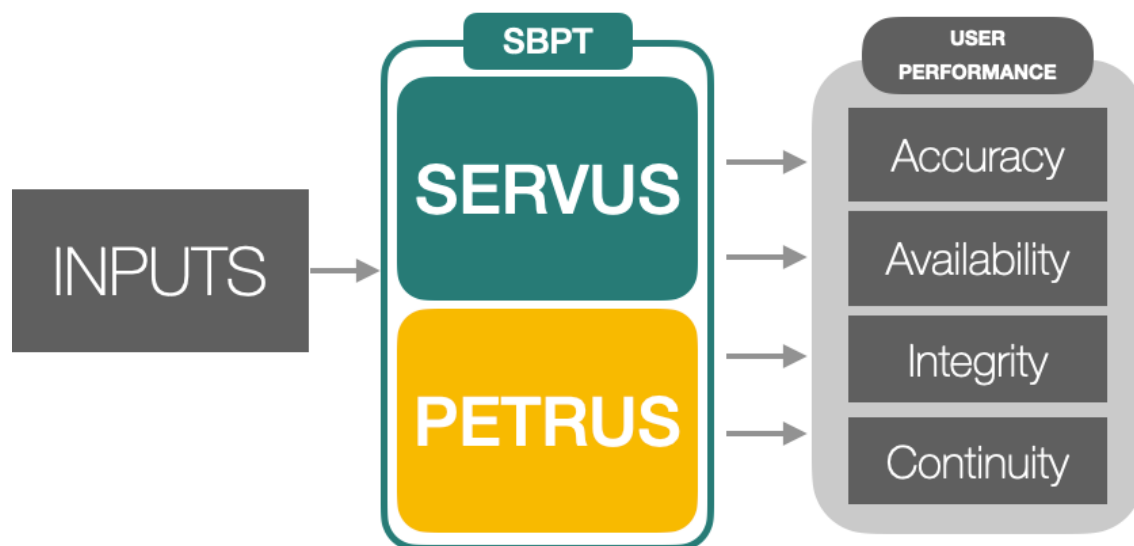 INPUTS
SBPT
SERVUS
PETRUS
USER
PERFORMANCE
Accuracy
Availability
Integrity
Continuity